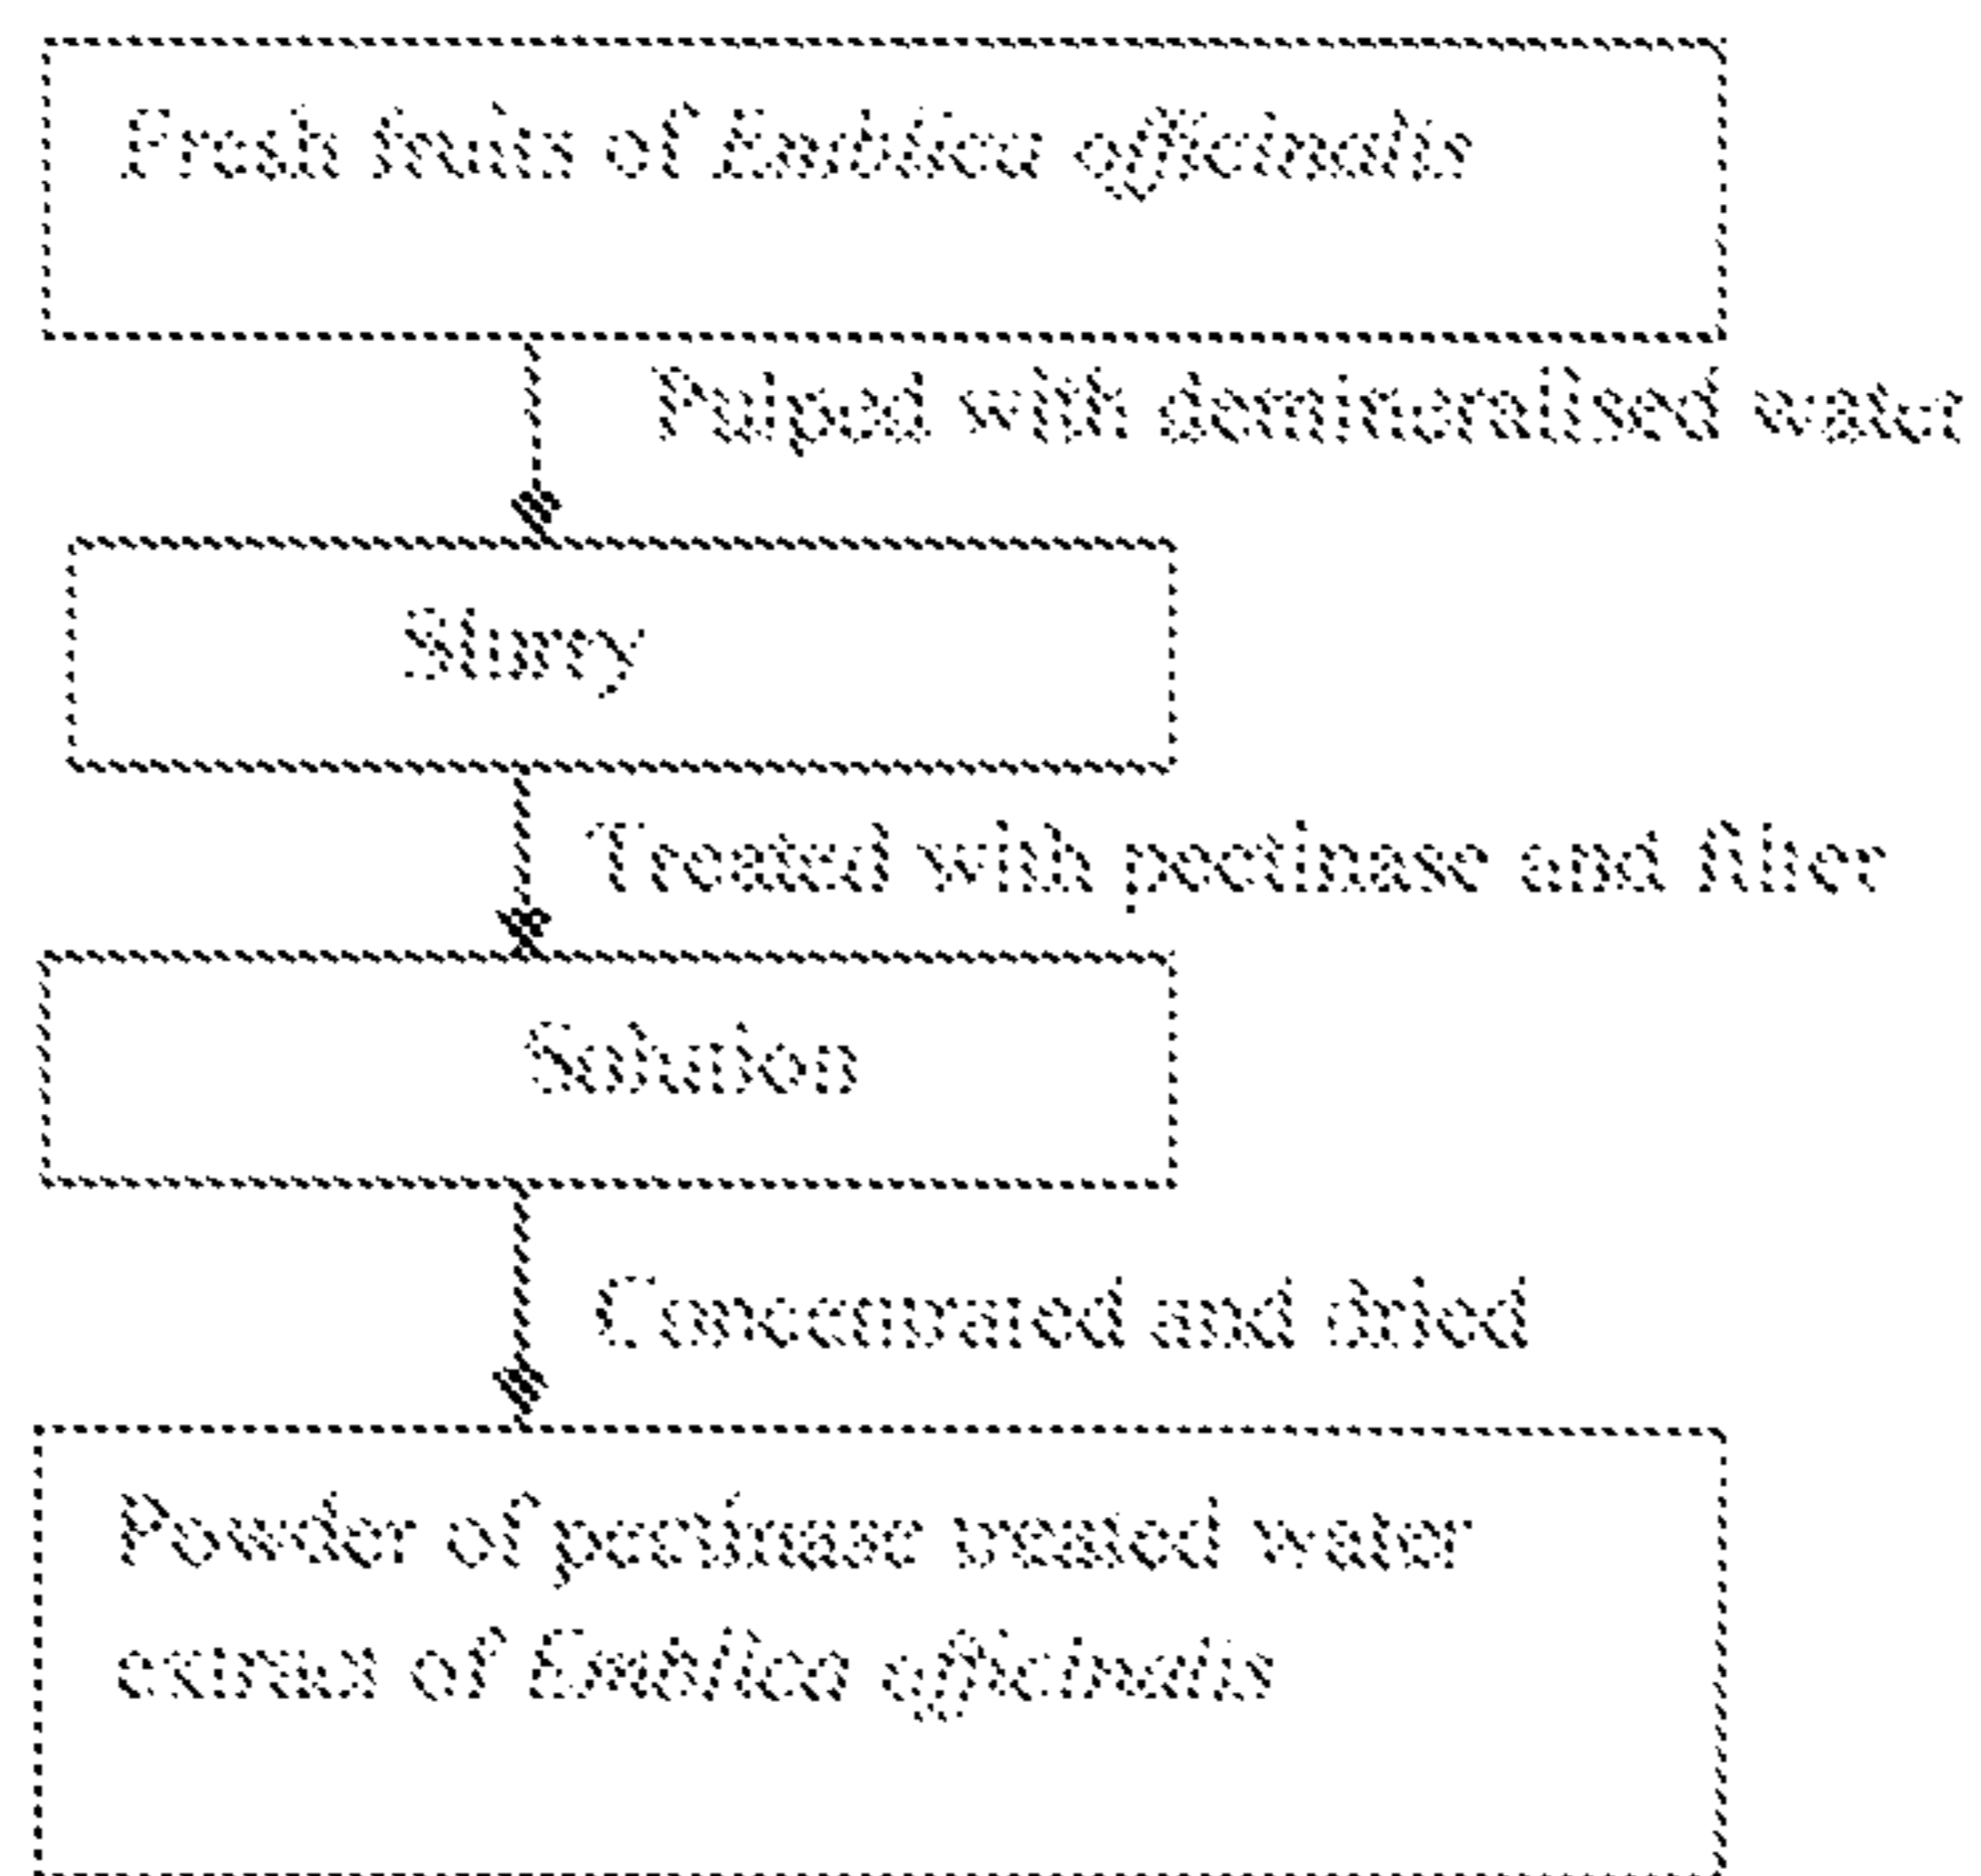 Fresh fruits of Emblica officinalis
Pulped with demineralised water
Slurry
Treated with pectinase and filter
Solution
Concentrated and dried
Powder of pectinase treated water
extract of Emblica officinalis